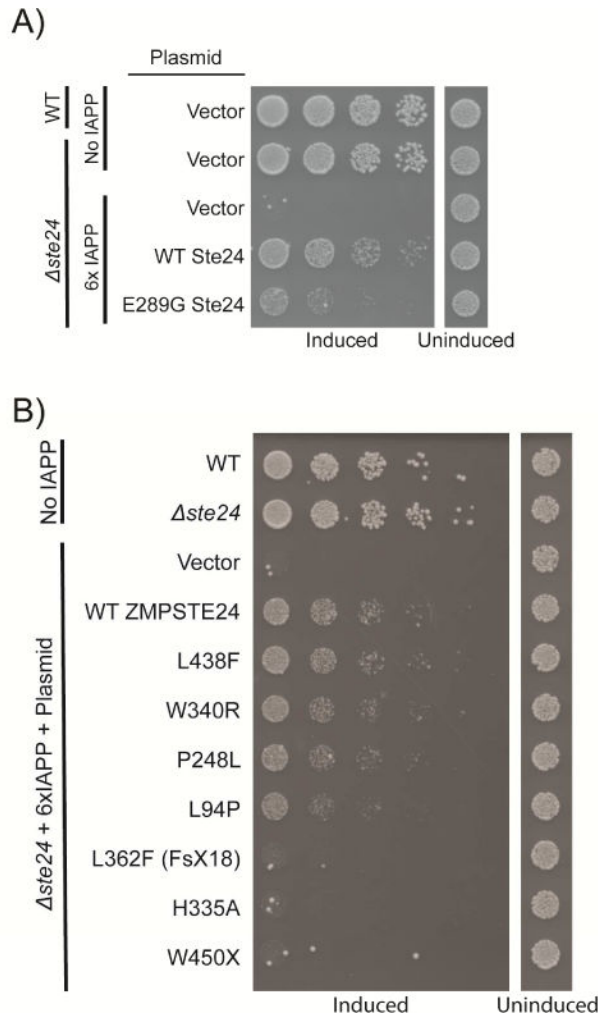 A)
Plasmid
WT
No IAPP
Δste24
6x IAPP
Vector
Vector
Vector
WT Ste24
E289G Ste24
Induced
Uninduced
B)
No IAPP
Δste24 + 6xIAPP + Plasmid
WT
Δste24
Vector
WT ZMPSTE24
L438F
W340R
P248L
L94P
L362F (FsX18)
H335A
W450X
Induced
Uninduced